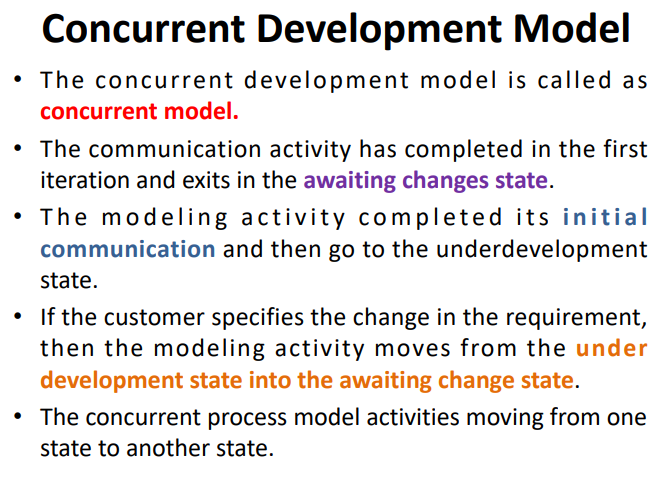 Concurrent Development Model
• The concurrent development model is called as
concurrent model.
• The communication activity has completed in the first
iteration and exits in the awaiting changes state.
• The modeling activity completed its initial
communication and then go to the underdevelopment
state.
• If the customer specifies the change in the requirement,
then the modeling activity moves from the under
development state into the awaiting change state.
• The concurrent process model activities moving from one
state to another state.